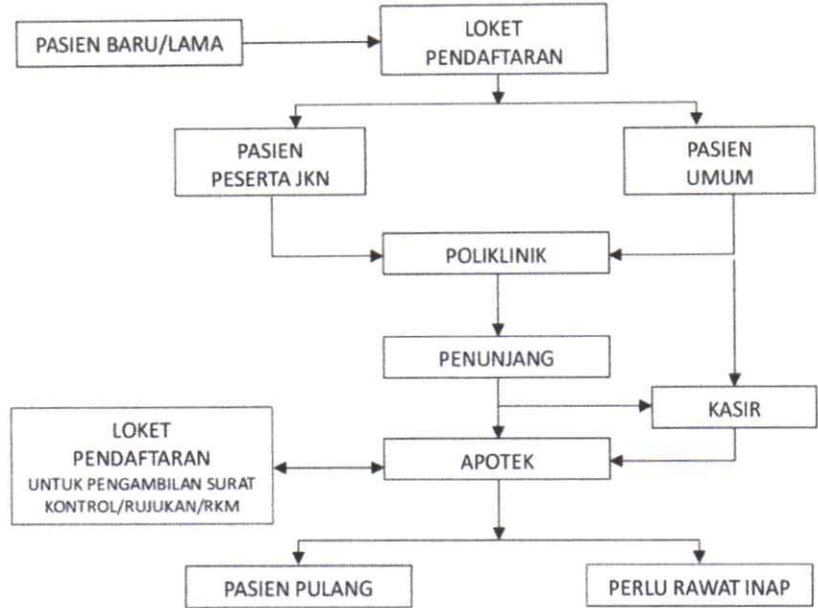 PASIEN BARU/LAMA
LOKET
PENDAFTARAN
PASIEN
PESERTA JKN
PASIEN
UMUM
POLIKLINIK
PENUNJANG
KASIR
LOKET
PENDAFTARAN
UNTUK PENGAMBILAN SURAT
KONTROL/RUJUKAN/RKM
APOTEK
PASIEN PULANG
PERLU RAWAT INAP